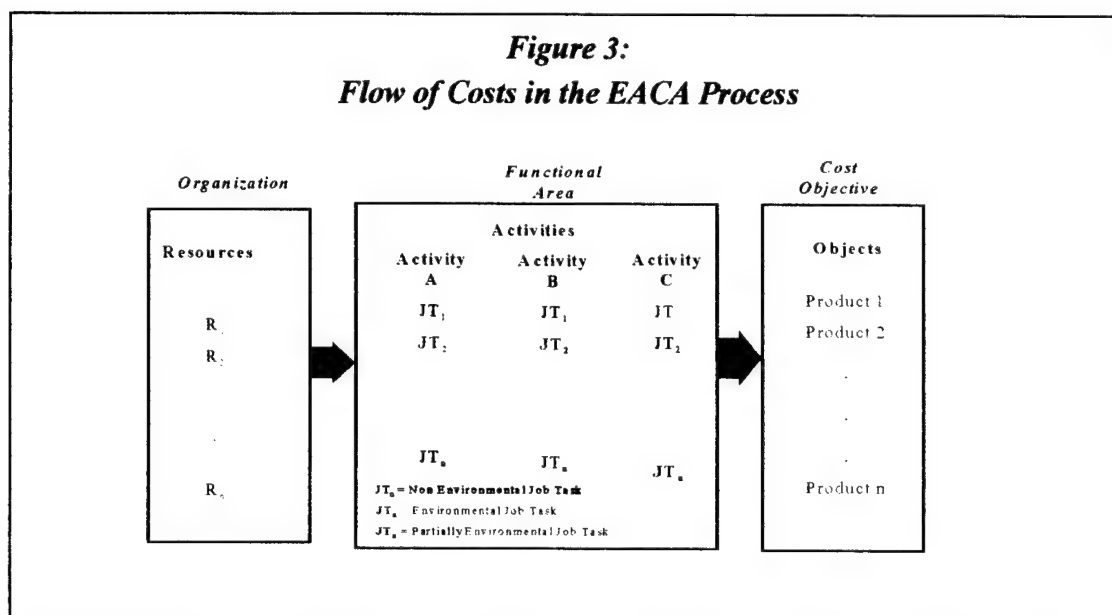 Figure 3:
Flow of Costs in the EACA Process
Organization
Functional
Area
Cost
Objective
Resources
R
R
R
Activities
Activity Activity Activity
A B C
JT₁ JT₁ JT
JT₂ JT₂ JT₂
JTₙ JTₙ JTₙ
JTₙ = Non Environmental Job Task
JTₙ Environmental Job Task
JTₙ = Partially Environmental Job Task
Objects
Product 1
Product 2
.
.
.
Product n